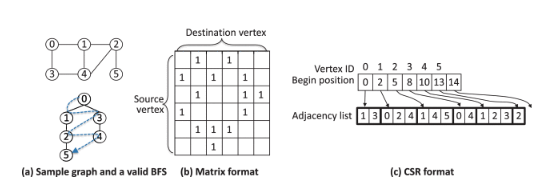 Destination vertex
0 1 2
3 4 5
0
1 3
2 4
5
Source
vertex
1 1
1 1 1
1 1 1
1 1
1 1 1
1
Vertex ID 0 1 2 3 4 5
Begin position 0 2 5 8 10 13 14
Adjacency list 1 3 0 2 4 1 4 5 0 4 1 2 3 2
(a) Sample graph and a valid BFS (b) Matrix format (c) CSR format